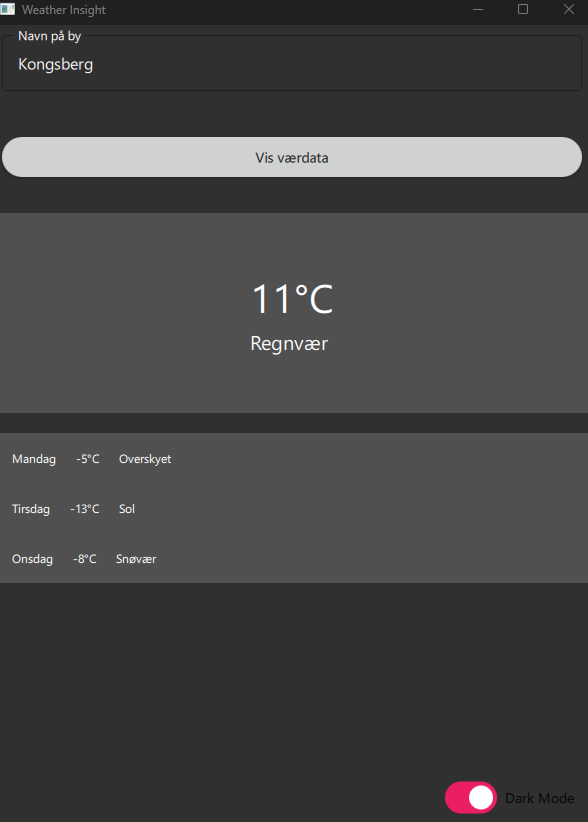 Weather Insight
Navn på by
Kongsberg
Vis værdata
11°C
Regnvær
Mandag -5°C Overskyet
Tirsdag -13°C Sol
Onsdag -8°C Snøvær
Dark Mode